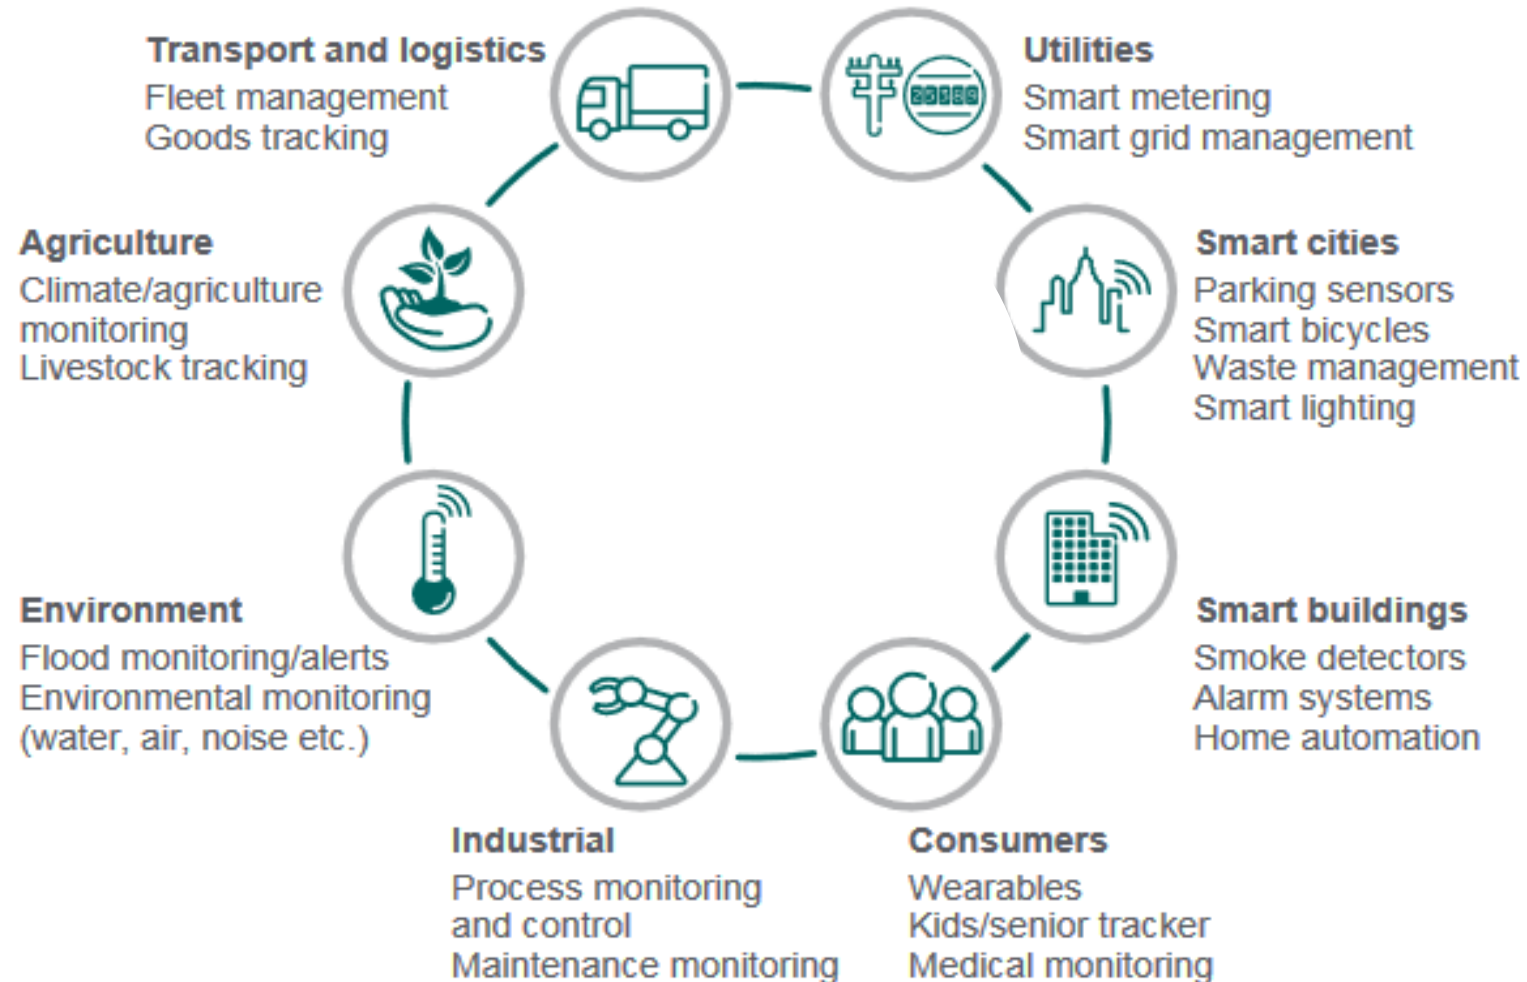 Transport and logistics
Fleet management
Goods tracking
Utilities
Smart metering
Smart grid management
Agriculture
Climate/agriculture
monitoring
Livestock tracking
Smart cities
Parking sensors
Smart bicycles
Waste management
Smart lighting
Environment
Flood monitoring/alerts
Environmental monitoring
(water, air, noise etc.)
Smart buildings
Smoke detectors
Alarm systems
Home automation
Industrial
Process monitoring
and control
Maintenance monitoring
Consumers
Wearables
Kids/senior tracker
Medical monitoring